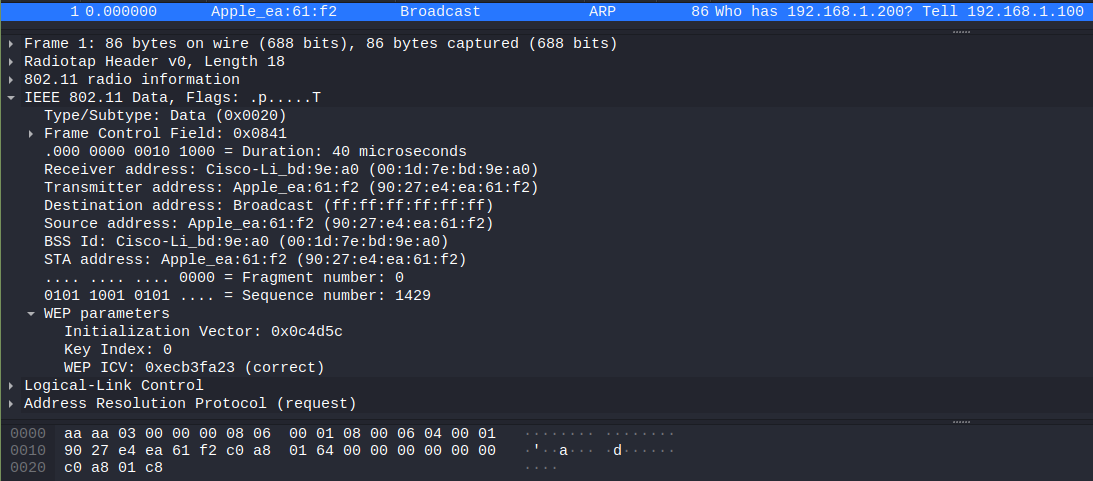 1 0.000000 Apple_ea:61:f2 Broadcast ARP 86 Who has 192.168.1.200? Tell 192.168.1.100
Frame 1: 86 bytes on wire (688 bits), 86 bytes captured (688 bits)
Radiotap Header v0, Length 18
802.11 radio information
IEEE 802.11 Data, Flags: .p.....T
Type/Subtype: Data (0x0020)
Frame Control Field: 0x0841
.000 0000 0010 1000 = Duration: 40 microseconds
Receiver address: Cisco-Li_bd:9e:a0 (00:1d:7e:bd:9e:a0)
Transmitter address: Apple_ea:61:f2 (90:27:e4:ea:61:f2)
Destination address: Broadcast (ff:ff:ff:ff:ff:ff)
Source address: Apple_ea:61:f2 (90:27:e4:ea:61:f2)
BSS Id: Cisco-Li_bd:9e:a0 (00:1d:7e:bd:9e:a0)
STA address: Apple_ea:61:f2 (90:27:e4:ea:61:f2)
.... .... .... 0000 = Fragment number: 0
0101 1001 0101 .... = Sequence number: 1429
WEP parameters
Initialization Vector: 0x0c4d5c
Key Index: 0
WEP ICV: 0xecb3fa23 (correct)
Logical-Link Control
Address Resolution Protocol (request)
0000 aa aa 03 00 00 00 08 06 00 01 08 00 06 04 00 01 ········ ········
0010 90 27 e4 ea 61 f2 c0 a8 01 64 00 00 00 00 00 00 ·'··a··· ·d······
0020 c0 a8 01 c8 ····